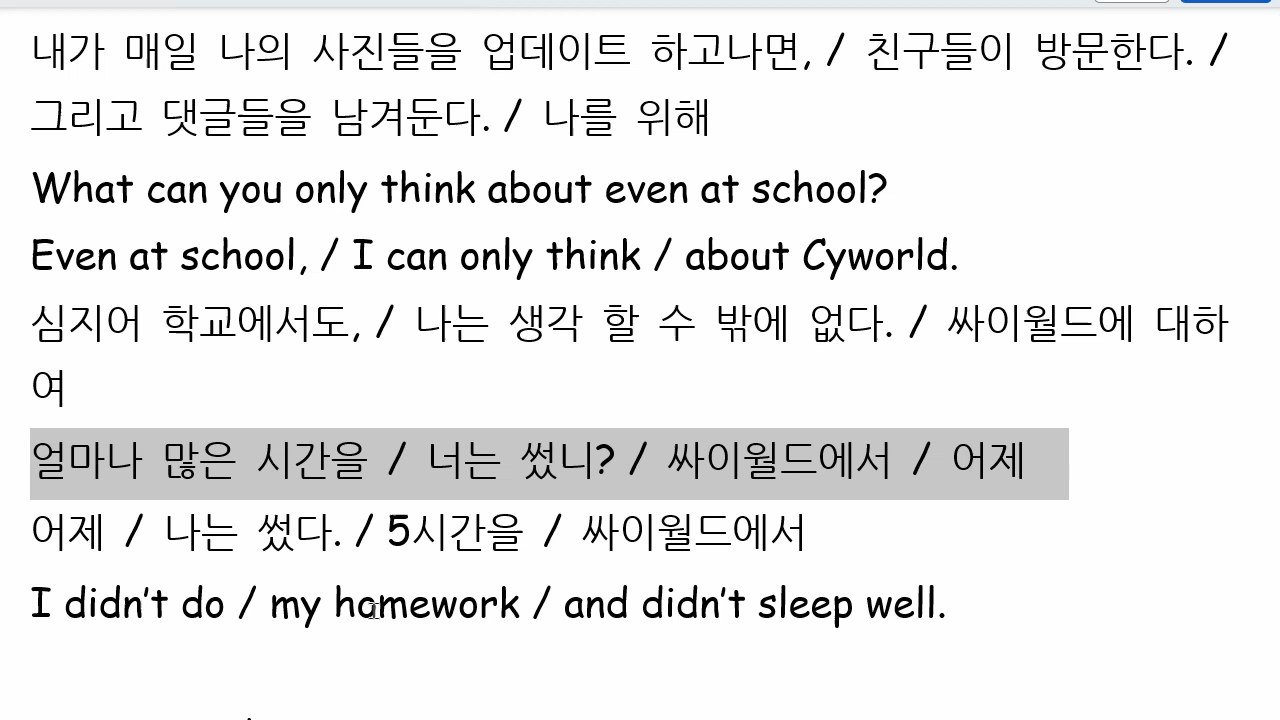 내가 매일 나의 사진들을 업데이트 하고나면, / 친구들이 방문한다. /
그리고 댓글들을 남겨둔다. / 나를 위해
What can you only think about even at school?
Even at school, / I can only think / about Cyworld.
심지어 학교에서도, / 나는 생각 할 수 밖에 없다. / 싸이월드에 대하
여
얼마나 많은 시간을 / 너는 썼니? / 싸이월드에서 / 어제
어제 / 나는 썼다. / 5시간을 / 싸이월드에서
I didn’t do / my homework / and didn’t sleep well.